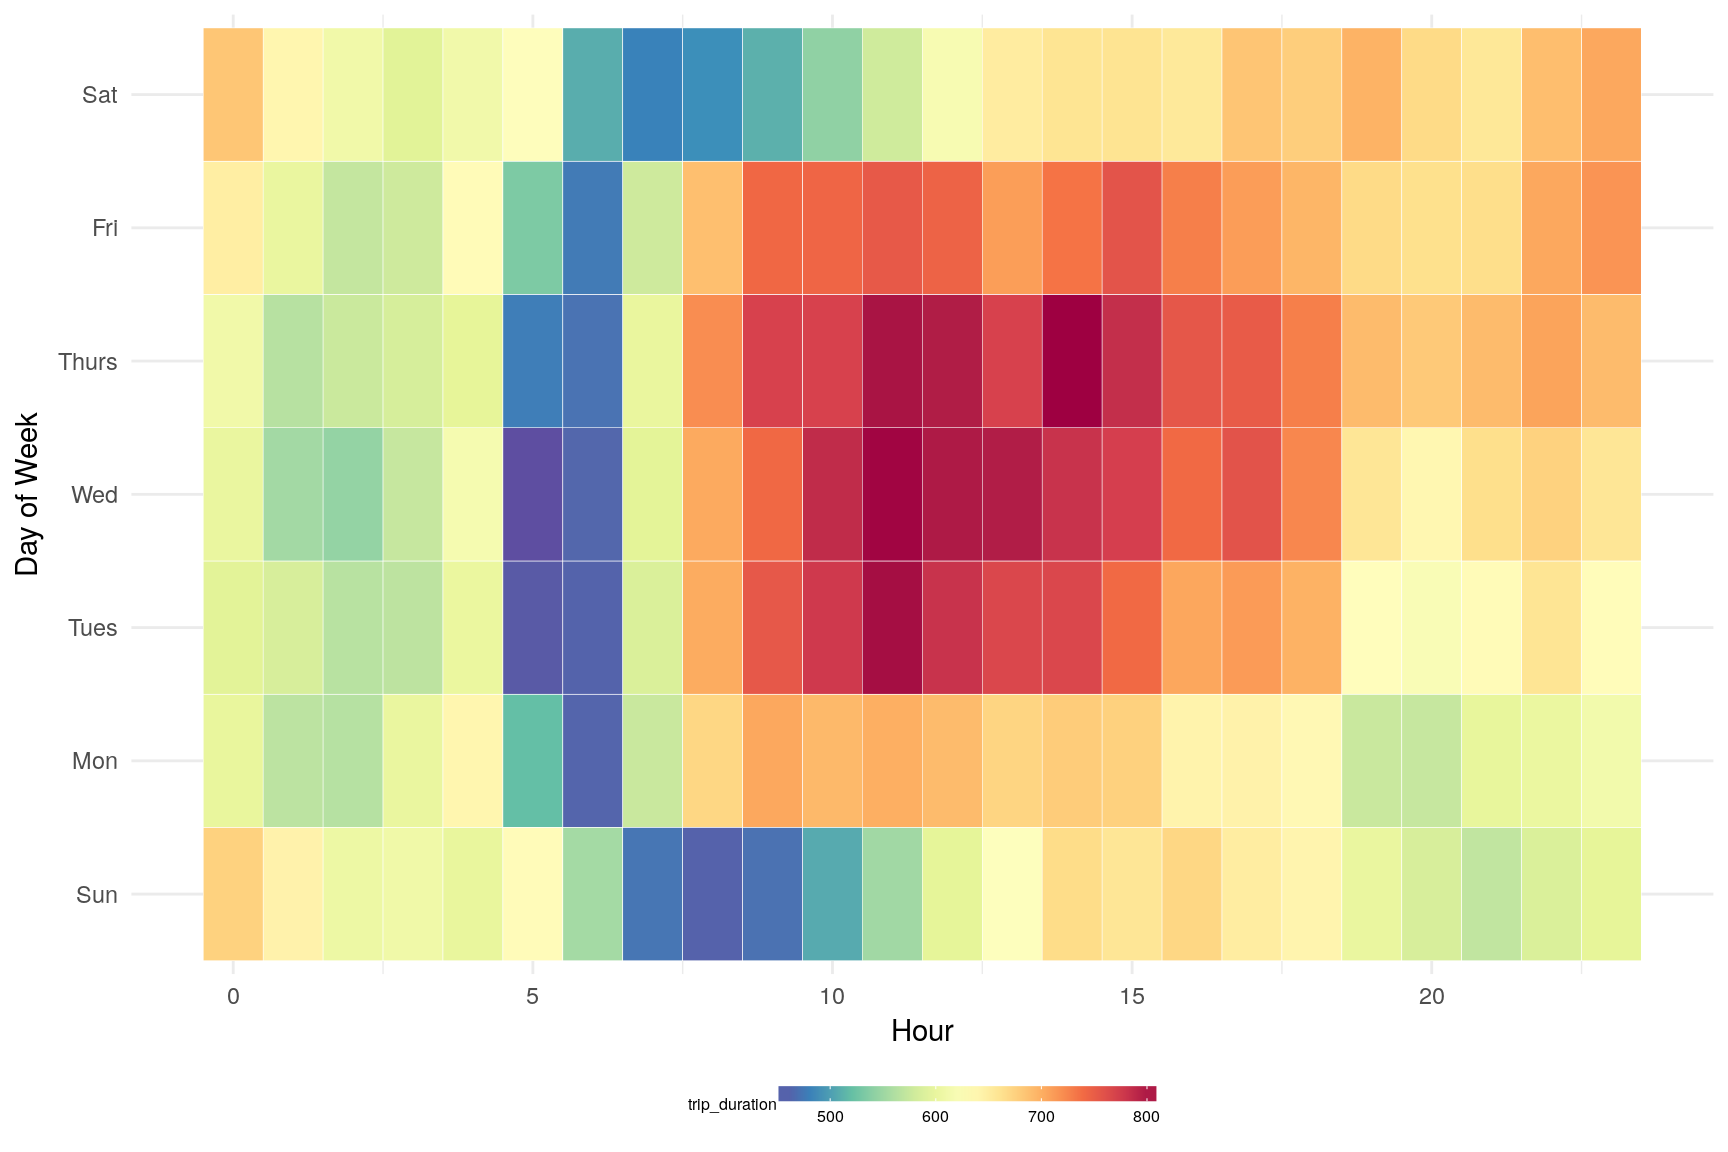 Day of Week
Sat
Fri
Thurs
Wed
Tues
Mon
Sun
0 5 10 15 20
Hour
trip_duration
500 600 700 800